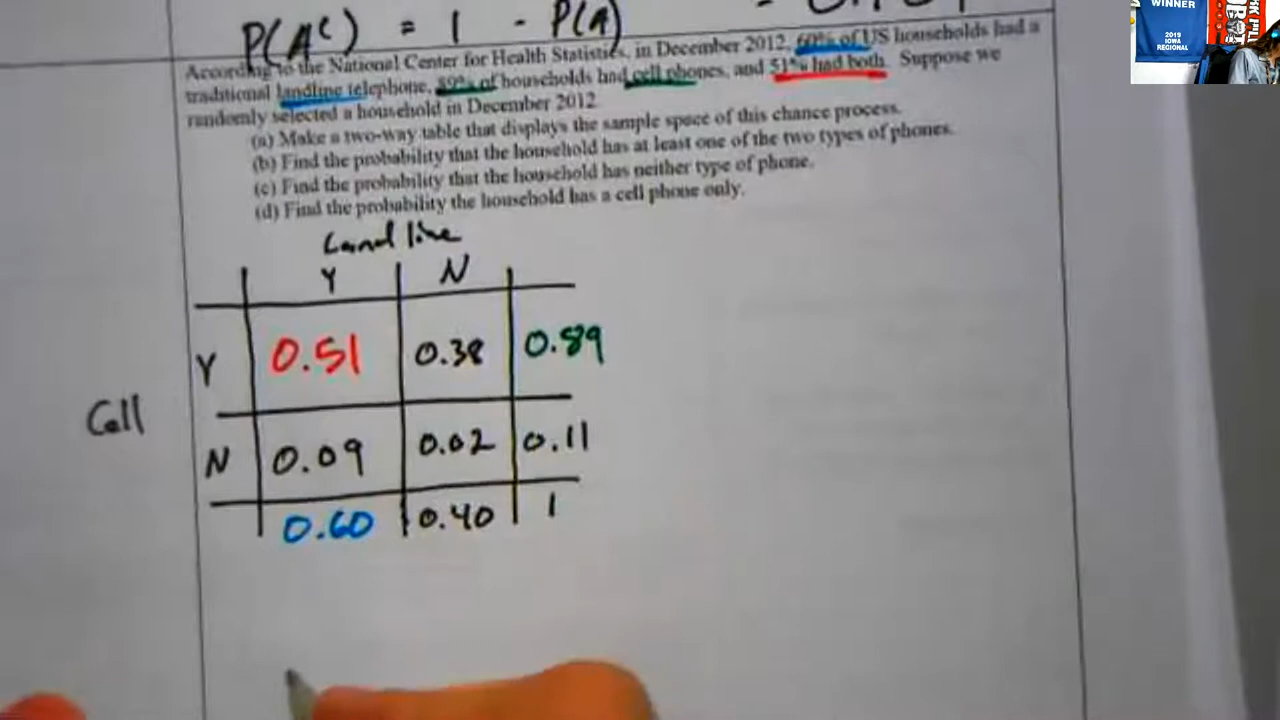 P(A^c) = 1 - P(A)
According to the National Center for Health Statistics, in December 2012, 60% of US households had a
traditional landline telephone, 89% of households had cell phones, and 51% had both. Suppose we
randomly selected a household in December 2012.
(a) Make a two-way table that displays the sample space of this chance process.
(b) Find the probability that the household has at least one of the two types of phones.
(c) Find the probability that the household has neither type of phone.
(d) Find the probability the household has a cell phone only.
Land line
Y N
Y 0.51 0.38 0.89
Cell
N 0.09 0.02 0.11
0.60 0.40 1
WINNER
2019
IOWA
REGIONAL